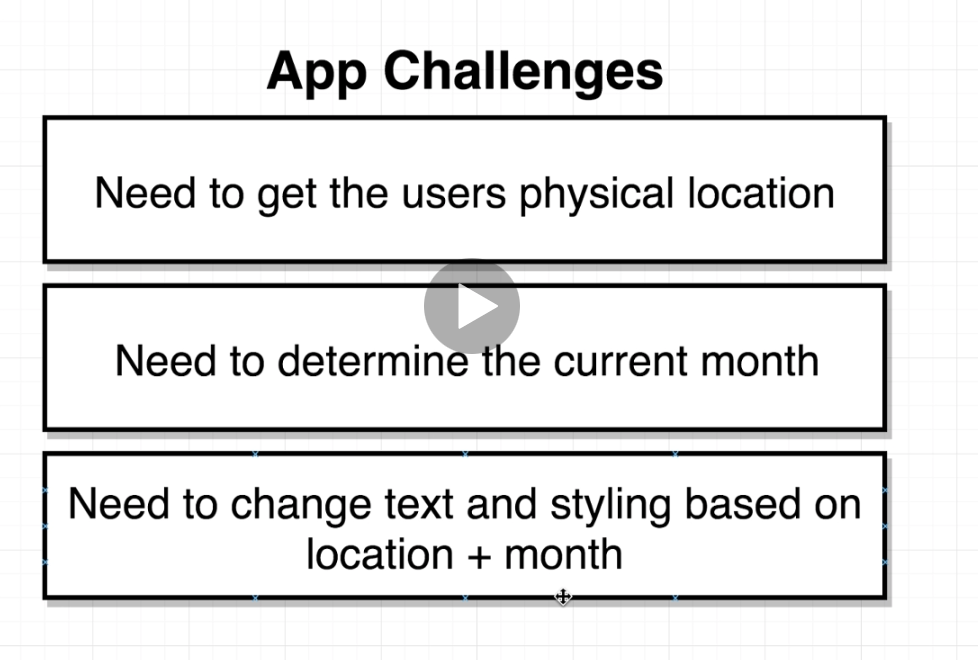 App Challenges
Need to get the users physical location
Need to determine the current month
Need to change text and styling based on
location + month